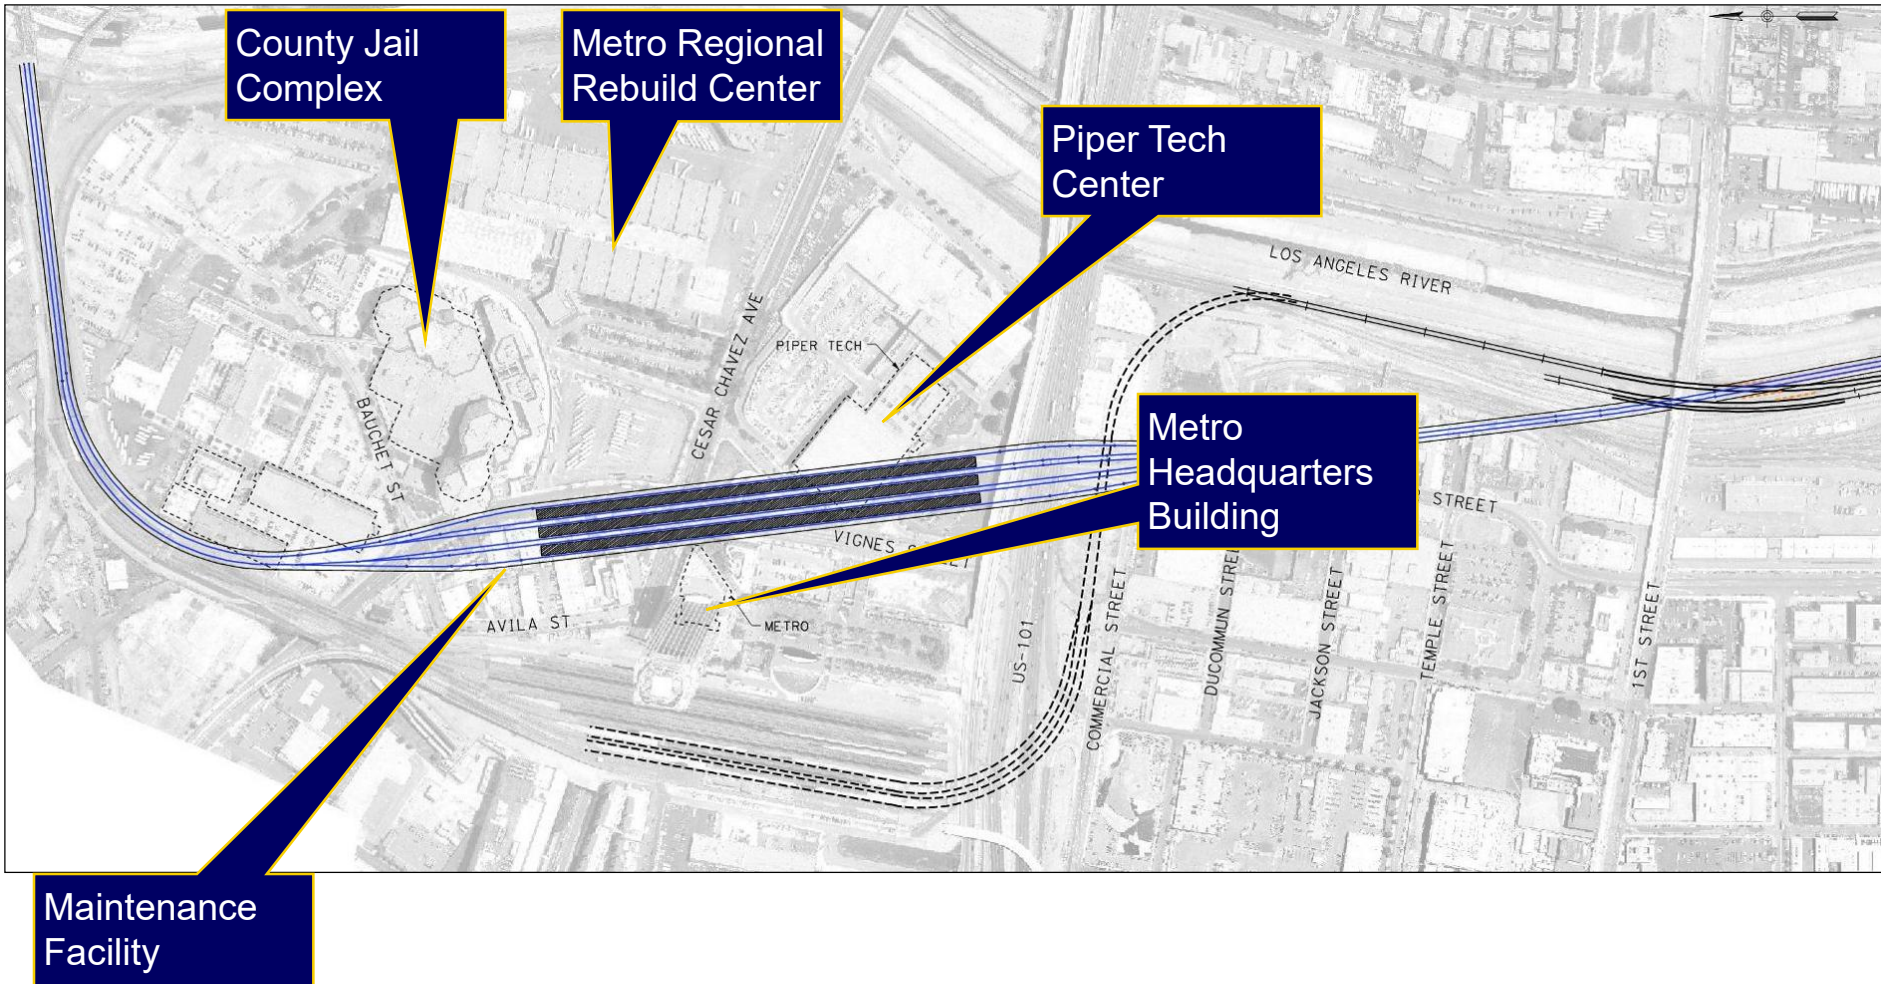 County Jail
Complex
Metro Regional
Rebuild Center
Piper Tech
Center
LOS ANGELES RIVER
CESAR CHAVEZ AVE
PIPER TECH
BAUCHET ST
Metro
Headquarters
Building
STREET
VIGNES
AVILA ST
METRO
US-101
COMMERCIAL STREET
DUCOMMUN STREE
JACKSON STREET
TEMPLE STREET
1ST STREET
Maintenance
Facility